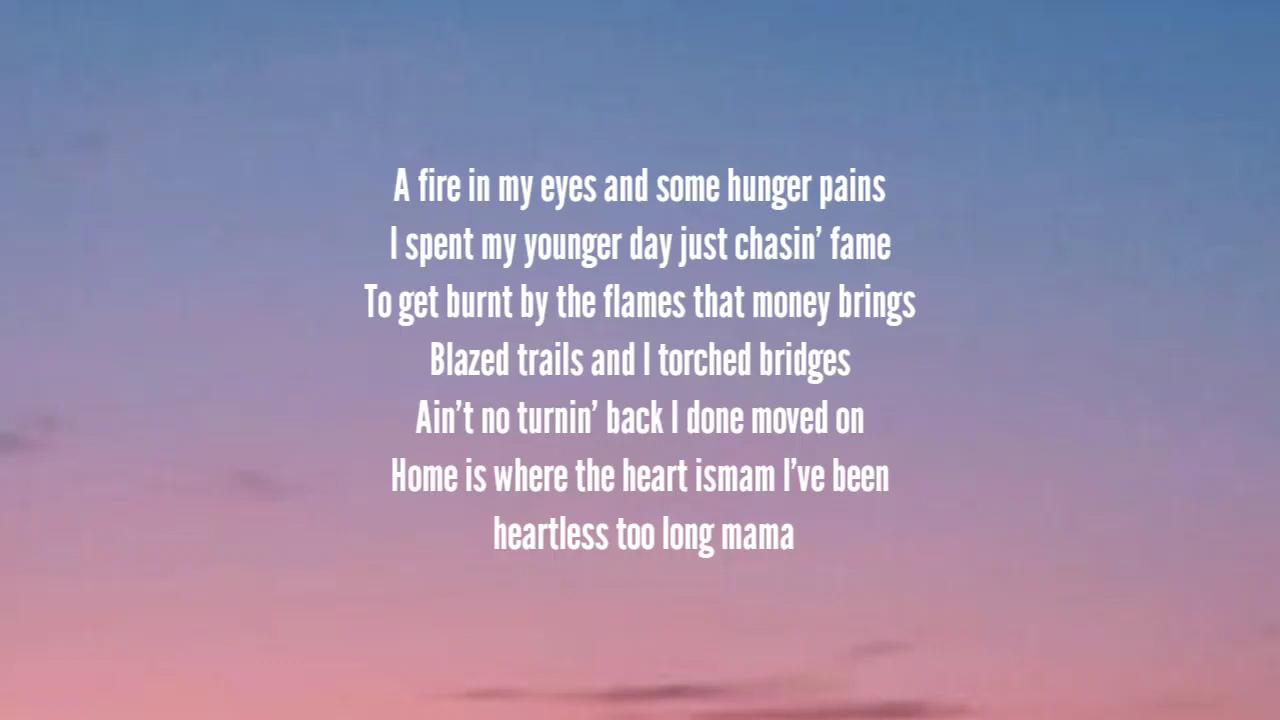 A fire in my eyes and some hunger pains
I spent my younger day just chasin’ fame
To get burnt by the flames that money brings
Blazed trails and I torched bridges
Ain’t no turnin’ back I done moved on
Home is where the heart ismam I’ve been
heartless too long mama